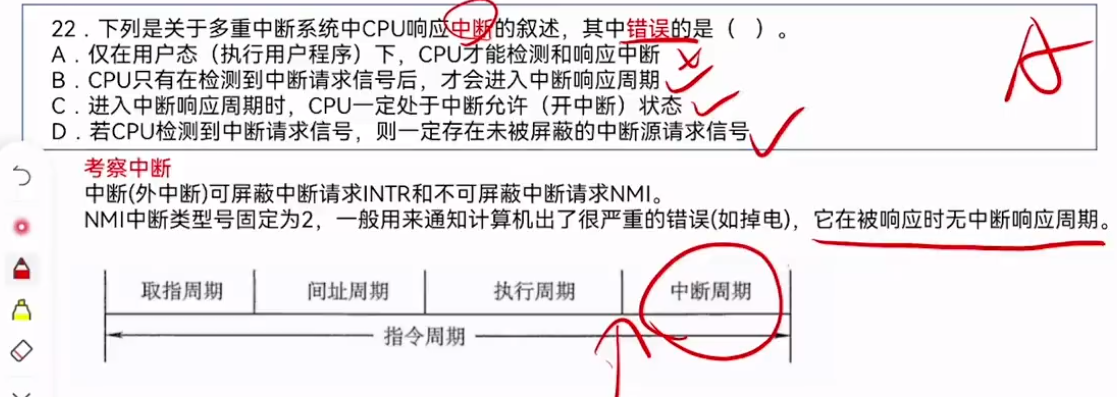 22．下列是关于多重中断系统中CPU响应中断的叙述，其中错误的是（ ）。
A．仅在用户态（执行用户程序）下，CPU才能检测和响应中断
B．CPU只有在检测到中断请求信号后，才会进入中断响应周期
C．进入中断响应周期时，CPU一定处于中断允许（开中断）状态
D．若CPU检测到中断请求信号，则一定存在未被屏蔽的中断源请求信号
A
考察中断
中断(外中断)可屏蔽中断请求INTR和不可屏蔽中断请求NMI。
NMI中断类型号固定为2，一般用来通知计算机出了很严重的错误(如掉电)，它在被响应时无中断响应周期。
取指周期 间址周期 执行周期 中断周期
指令周期